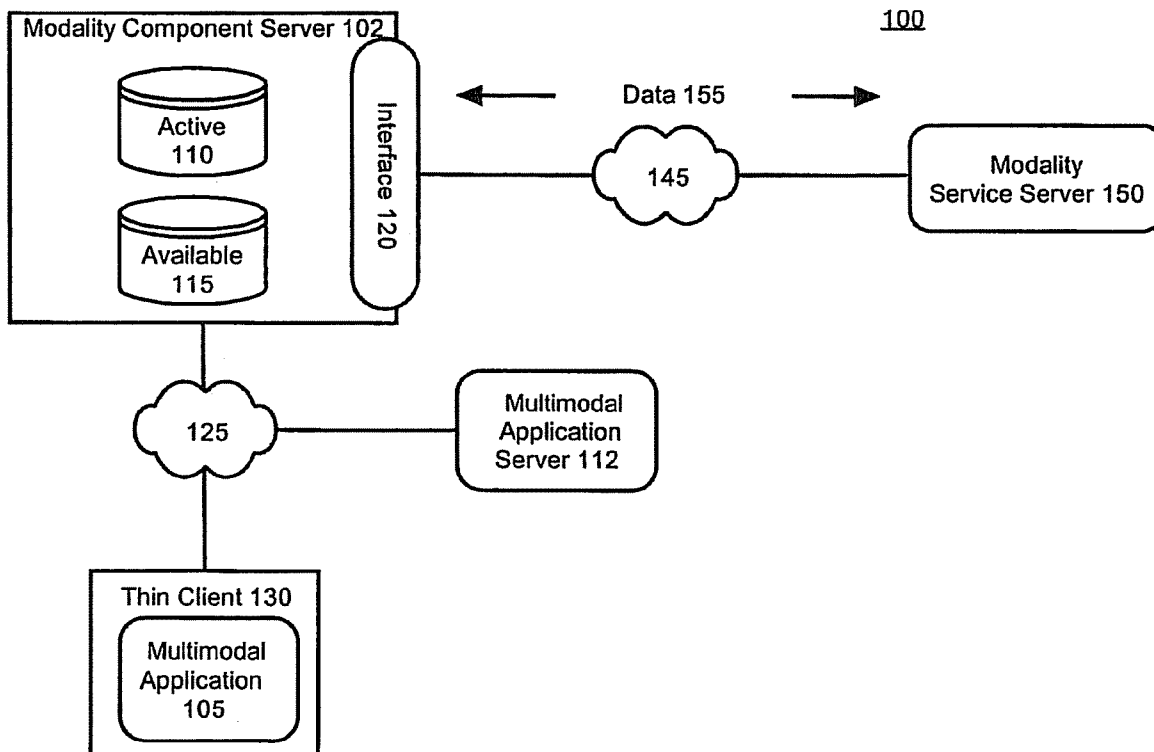 100
Modality Component Server 102
Active
110
Available
115
Interface 120
Data 155
145
Modality
Service Server 150
125
Multimodal
Application
Server 112
Thin Client 130
Multimodal
Application
105